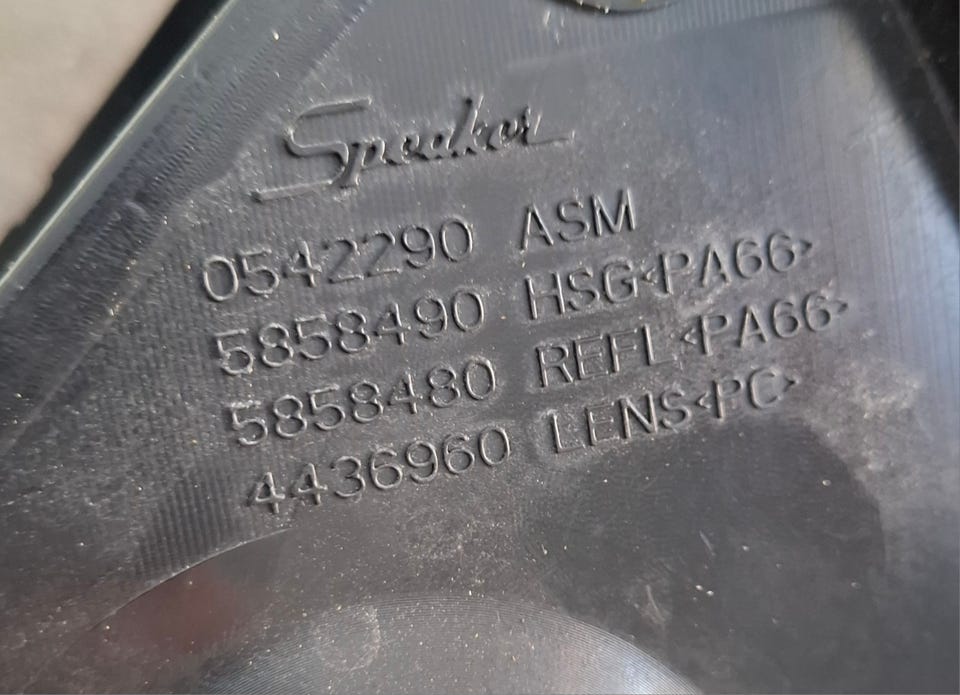 Speaker
0542290 ASM
5858490 HSG<PA66>
5858480 REFL<PA66>
4436960 LENS<PC>